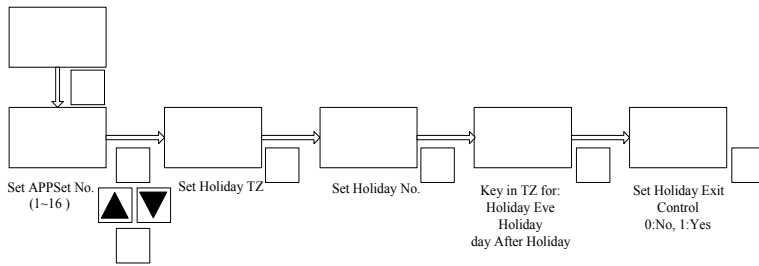 Set APPSet No.
(1~16 )
Set Holiday TZ
Set Holiday No.
Key in TZ for:
Holiday Eve
Holiday
day After Holiday
Set Holiday Exit
Control
0:No, 1:Yes